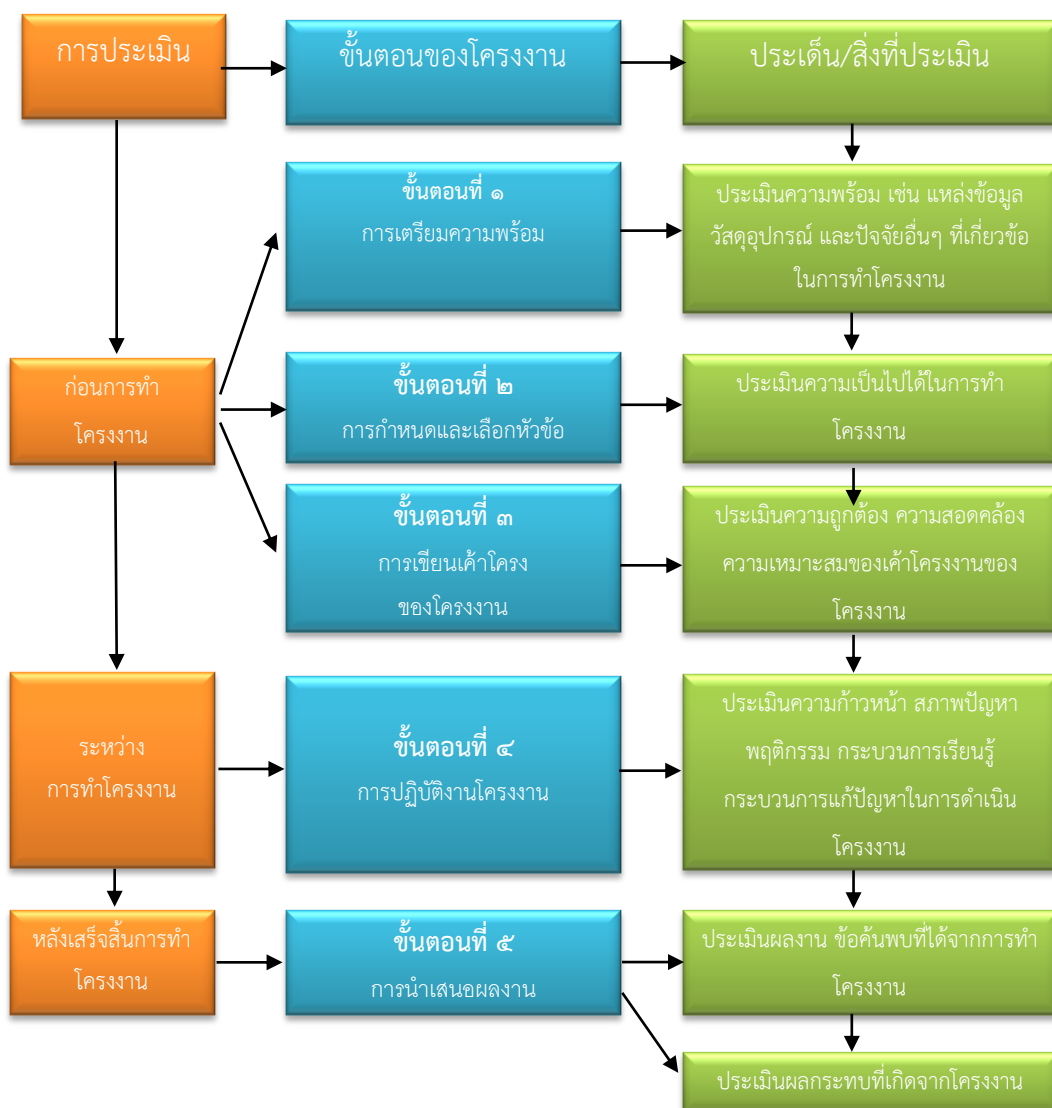 การประเมิน
ขั้นตอนของโครงงาน
ประเด็น/สิ่งที่ประเมิน
ขั้นตอนที่ ๑
การเตรียมความพร้อม
ประเมินความพร้อม เช่น แหล่งข้อมูล
วัสดุอุปกรณ์ และปัจจัยอื่นๆ ที่เกี่ยวข้อ
ในการทำโครงงาน
ก่อนการทำ
โครงงาน
ขั้นตอนที่ ๒
การกำหนดและเลือกหัวข้อ
ประเมินความเป็นไปได้ในการทำ
โครงงาน
ขั้นตอนที่ ๓
การเขียนเค้าโครง
ของโครงงาน
ประเมินความถูกต้อง ความสอดคล้อง
ความเหมาะสมของเค้าโครงงานของ
โครงงาน
ระหว่าง
การทำโครงงาน
ขั้นตอนที่ ๔
การปฏิบัติงานโครงงาน
ประเมินความก้าวหน้า สภาพปัญหา
พฤติกรรม กระบวนการเรียนรู้
กระบวนการแก้ปัญหาในการดำเนิน
โครงงาน
หลังเสร็จสิ้นการทำ
โครงงาน
ขั้นตอนที่ ๕
การนำเสนอผลงาน
ประเมินผลงาน ข้อค้นพบที่ได้จากการทำ
โครงงาน
ประเมินผลกระทบที่เกิดจากโครงงาน